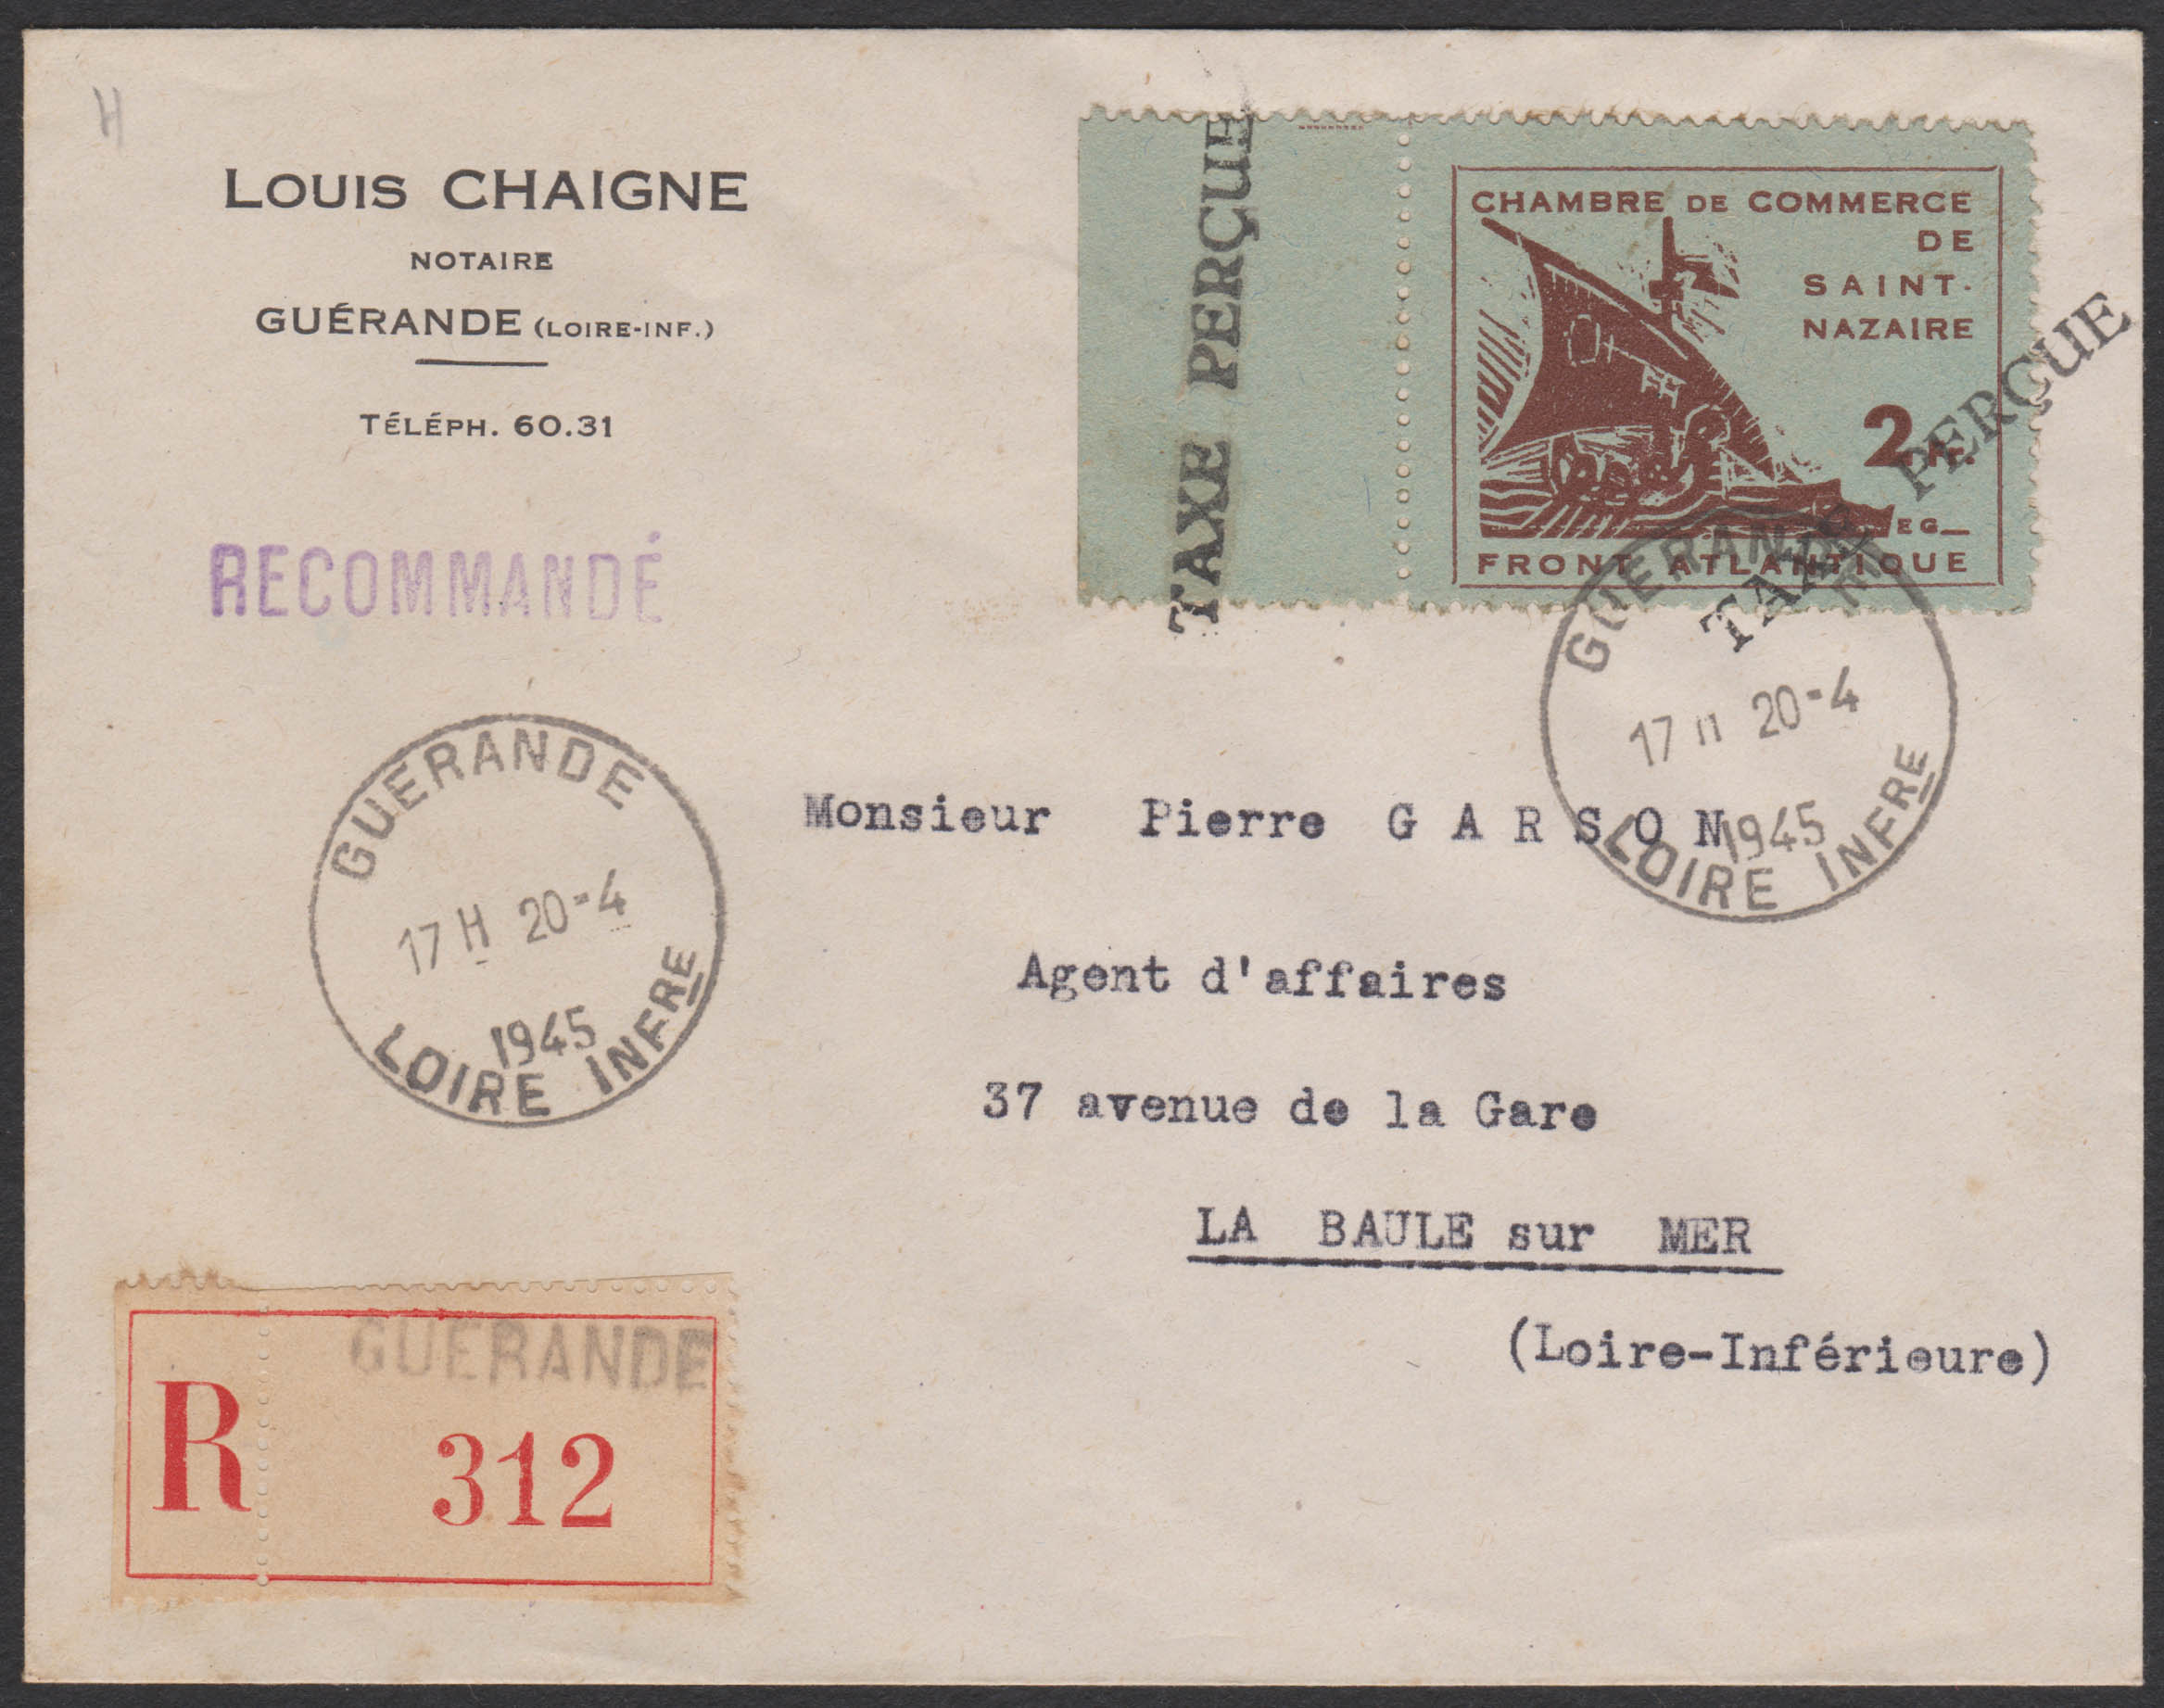 H
LOUIS CHAIGNE
NOTAIRE
GUÉRANDE (LOIRE-INF.)
TÉLÉPH. 60.31
RECOMMANDÉ
TAXE PERÇUE
CHAMBRE DE COMMERCE
DE
SAINT-
NAZAIRE
2 Fr.
EG
FRONT ATLANTIQUE
TAXE PERÇUE
GUERANDE
17 H 20-4
1945
LOIRE INFRE
GUERANDE
17 H 20-4
1945
LOIRE INFRE
Monsieur Pierre GARSON
Agent d'affaires
37 avenue de la Gare
LA BAULE sur MER
(Loire-Inférieure)
GUERANDE
R 312